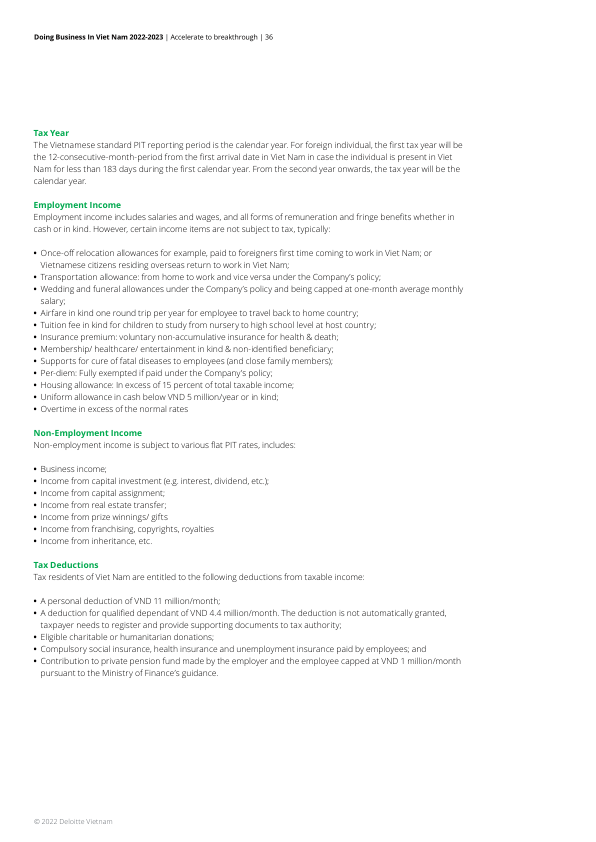 Doing Business In Viet Nam 2022-2023 | Accelerate to breakthrough | 36
Tax Year
The Vietnamese standard PIT reporting period is the calendar year. For foreign individual, the first tax year will be
the 12-consecutive-month-period from the first arrival date in Viet Nam in case the individual is present in Viet
Nam for less than 183 days during the first calendar year. From the second year onwards, the tax year will be the
calendar year.
Employment Income
Employment income includes salaries and wages, and all forms of remuneration and fringe benefits whether in
cash or in kind. However, certain income items are not subject to tax, typically:
• Once-off relocation allowances for example, paid to foreigners first time coming to work in Viet Nam; or
Vietnamese citizens residing overseas return to work in Viet Nam;
• Transportation allowance: from home to work and vice versa under the Company's policy;
• Wedding and funeral allowances under the Company's policy and being capped at one-month average monthly
salary;
• Airfare in kind one round trip per year for employee to travel back to home country;
• Tuition fee in kind for children to study from nursery to high school level at host country;
• Insurance premium: voluntary non-accumulative insurance for health & death;
• Membership/ healthcare/ entertainment in kind & non-identified beneficiary;
• Supports for cure of fatal diseases to employees (and close family members);
• Per-diem: Fully exempted if paid under the Company's policy;
• Housing allowance: In excess of 15 percent of total taxable income;
• Uniform allowance in cash below VND 5 million/year or in kind;
• Overtime in excess of the normal rates
Non-Employment Income
Non-employment income is subject to various flat PIT rates, includes:
• Business income;
• Income from capital investment (e.g. interest, dividend, etc.);
• Income from capital assignment;
• Income from real estate transfer;
• Income from prize winnings/ gifts
• Income from franchising, copyrights, royalties
• Income from inheritance, etc.
Tax Deductions
Tax residents of Viet Nam are entitled to the following deductions from taxable income:
• A personal deduction of VND 11 million/month;
• A deduction for qualified dependant of VND 4.4 million/month. The deduction is not automatically granted,
taxpayer needs to register and provide supporting documents to tax authority;
• Eligible charitable or humanitarian donations;
• Compulsory social insurance, health insurance and unemployment insurance paid by employees; and
• Contribution to private pension fund made by the employer and the employee capped at VND 1 million/month
pursuant to the Ministry of Finance's guidance.
© 2022 Deloitte Vietnam